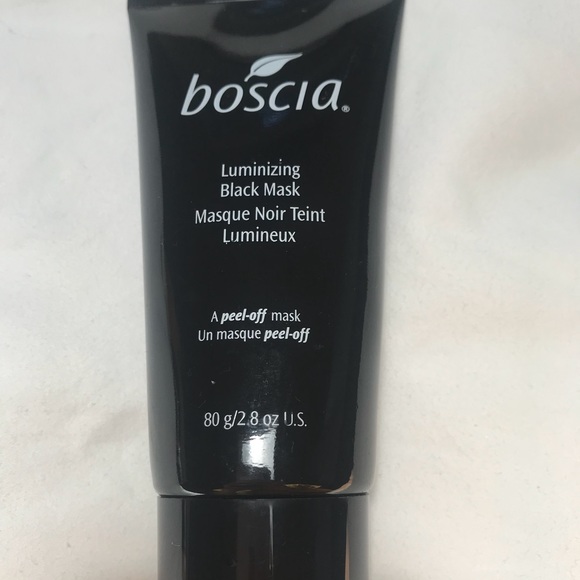 boscia®
Luminizing
Black Mask
Masque Noir Teint
Lumineux
A peel-off mask
Un masque peel-off
80 g/2.8 oz U.S.